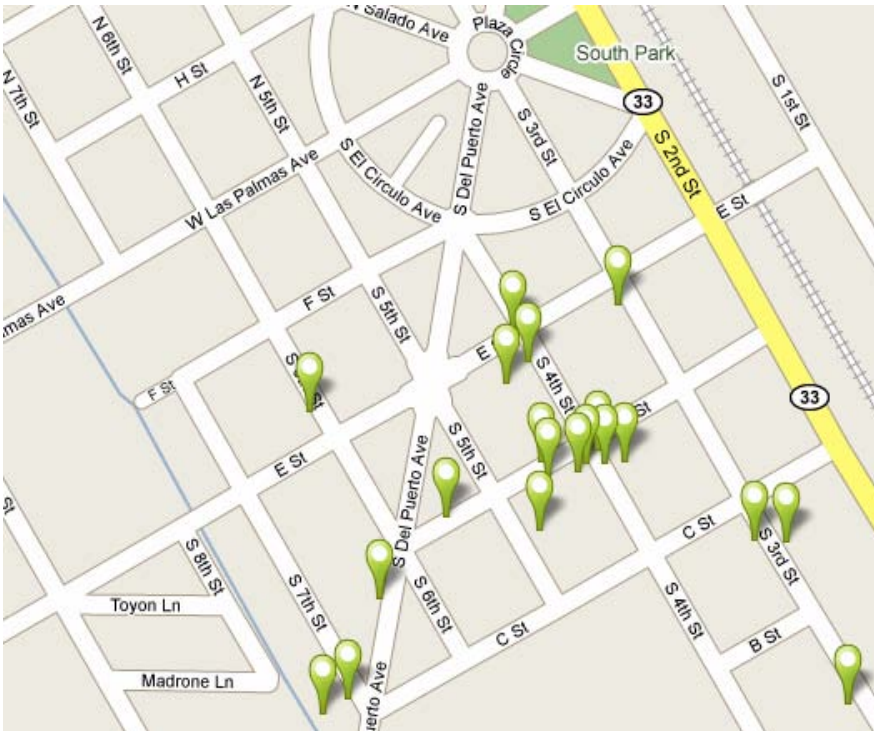 N Salado Ave
Plaza Circle
N 6th St
South Park
H St
N 5th St
N 7th St
33
S 1st St
S Del Puerto Ave
S 3rd St
S El Circulo Ave
S 2nd St
W Las Palmas Ave
S El Circulo Ave
E St
F St
S 5th St
mas Ave
E
S 4th St
F St
St
33
S 5th St
E St
S Del Puerto Ave
St
C St
S 3rd St
S 8th St
S 7th St
S 6th St
S 4th St
Toyon Ln
C St
B St
Madrone Ln
uerto Ave